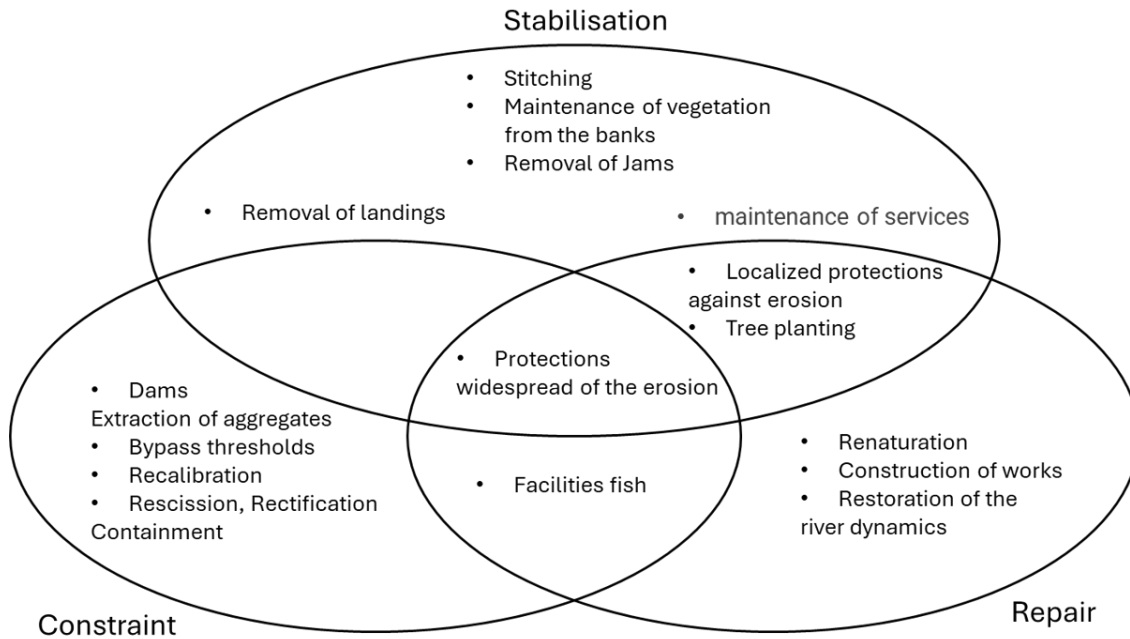 Stabilisation
• Stitching
• Maintenance of vegetation
from the banks
• Removal of Jams
• Removal of landings
• maintenance of services
• Localized protections
against erosion
• Tree planting
• Protections
widespread of the erosion
• Dams
Extraction of aggregates
• Bypass thresholds
• Recalibration
• Rescission, Rectification
Containment
• Facilities fish
• Renaturation
• Construction of works
• Restoration of the
river dynamics
Constraint
Repair